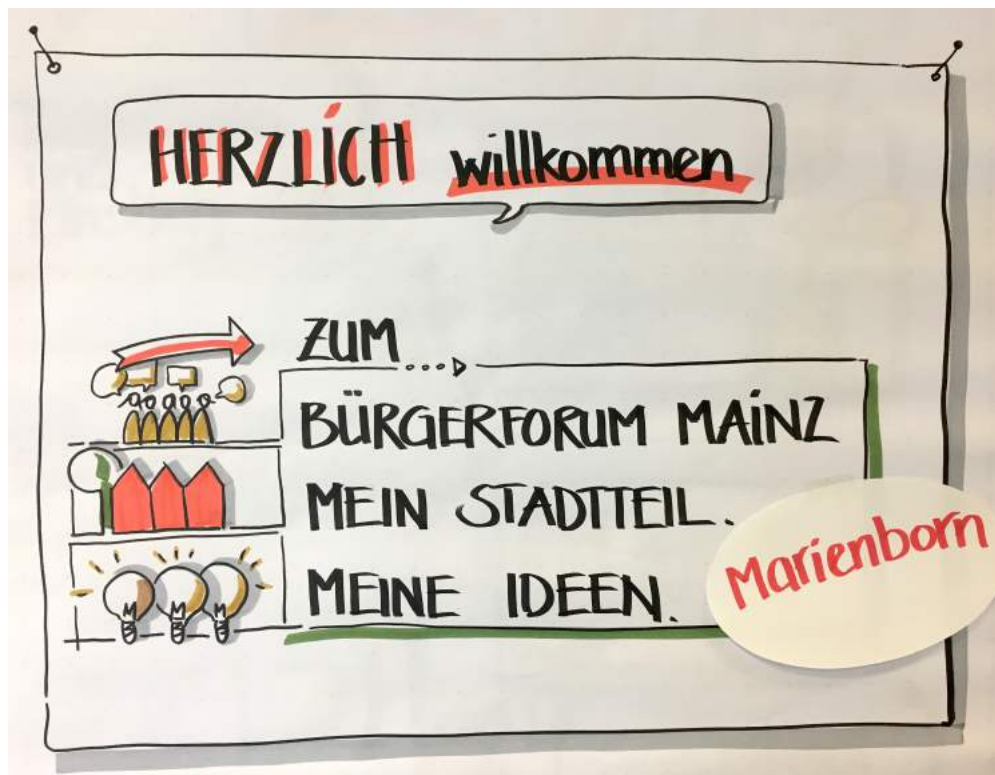 HERZLICH willkommen
ZUM
BÜRGERFORUM MAINZ
MEIN STADTTEIL.
MEINE IDEEN.
Marienborn